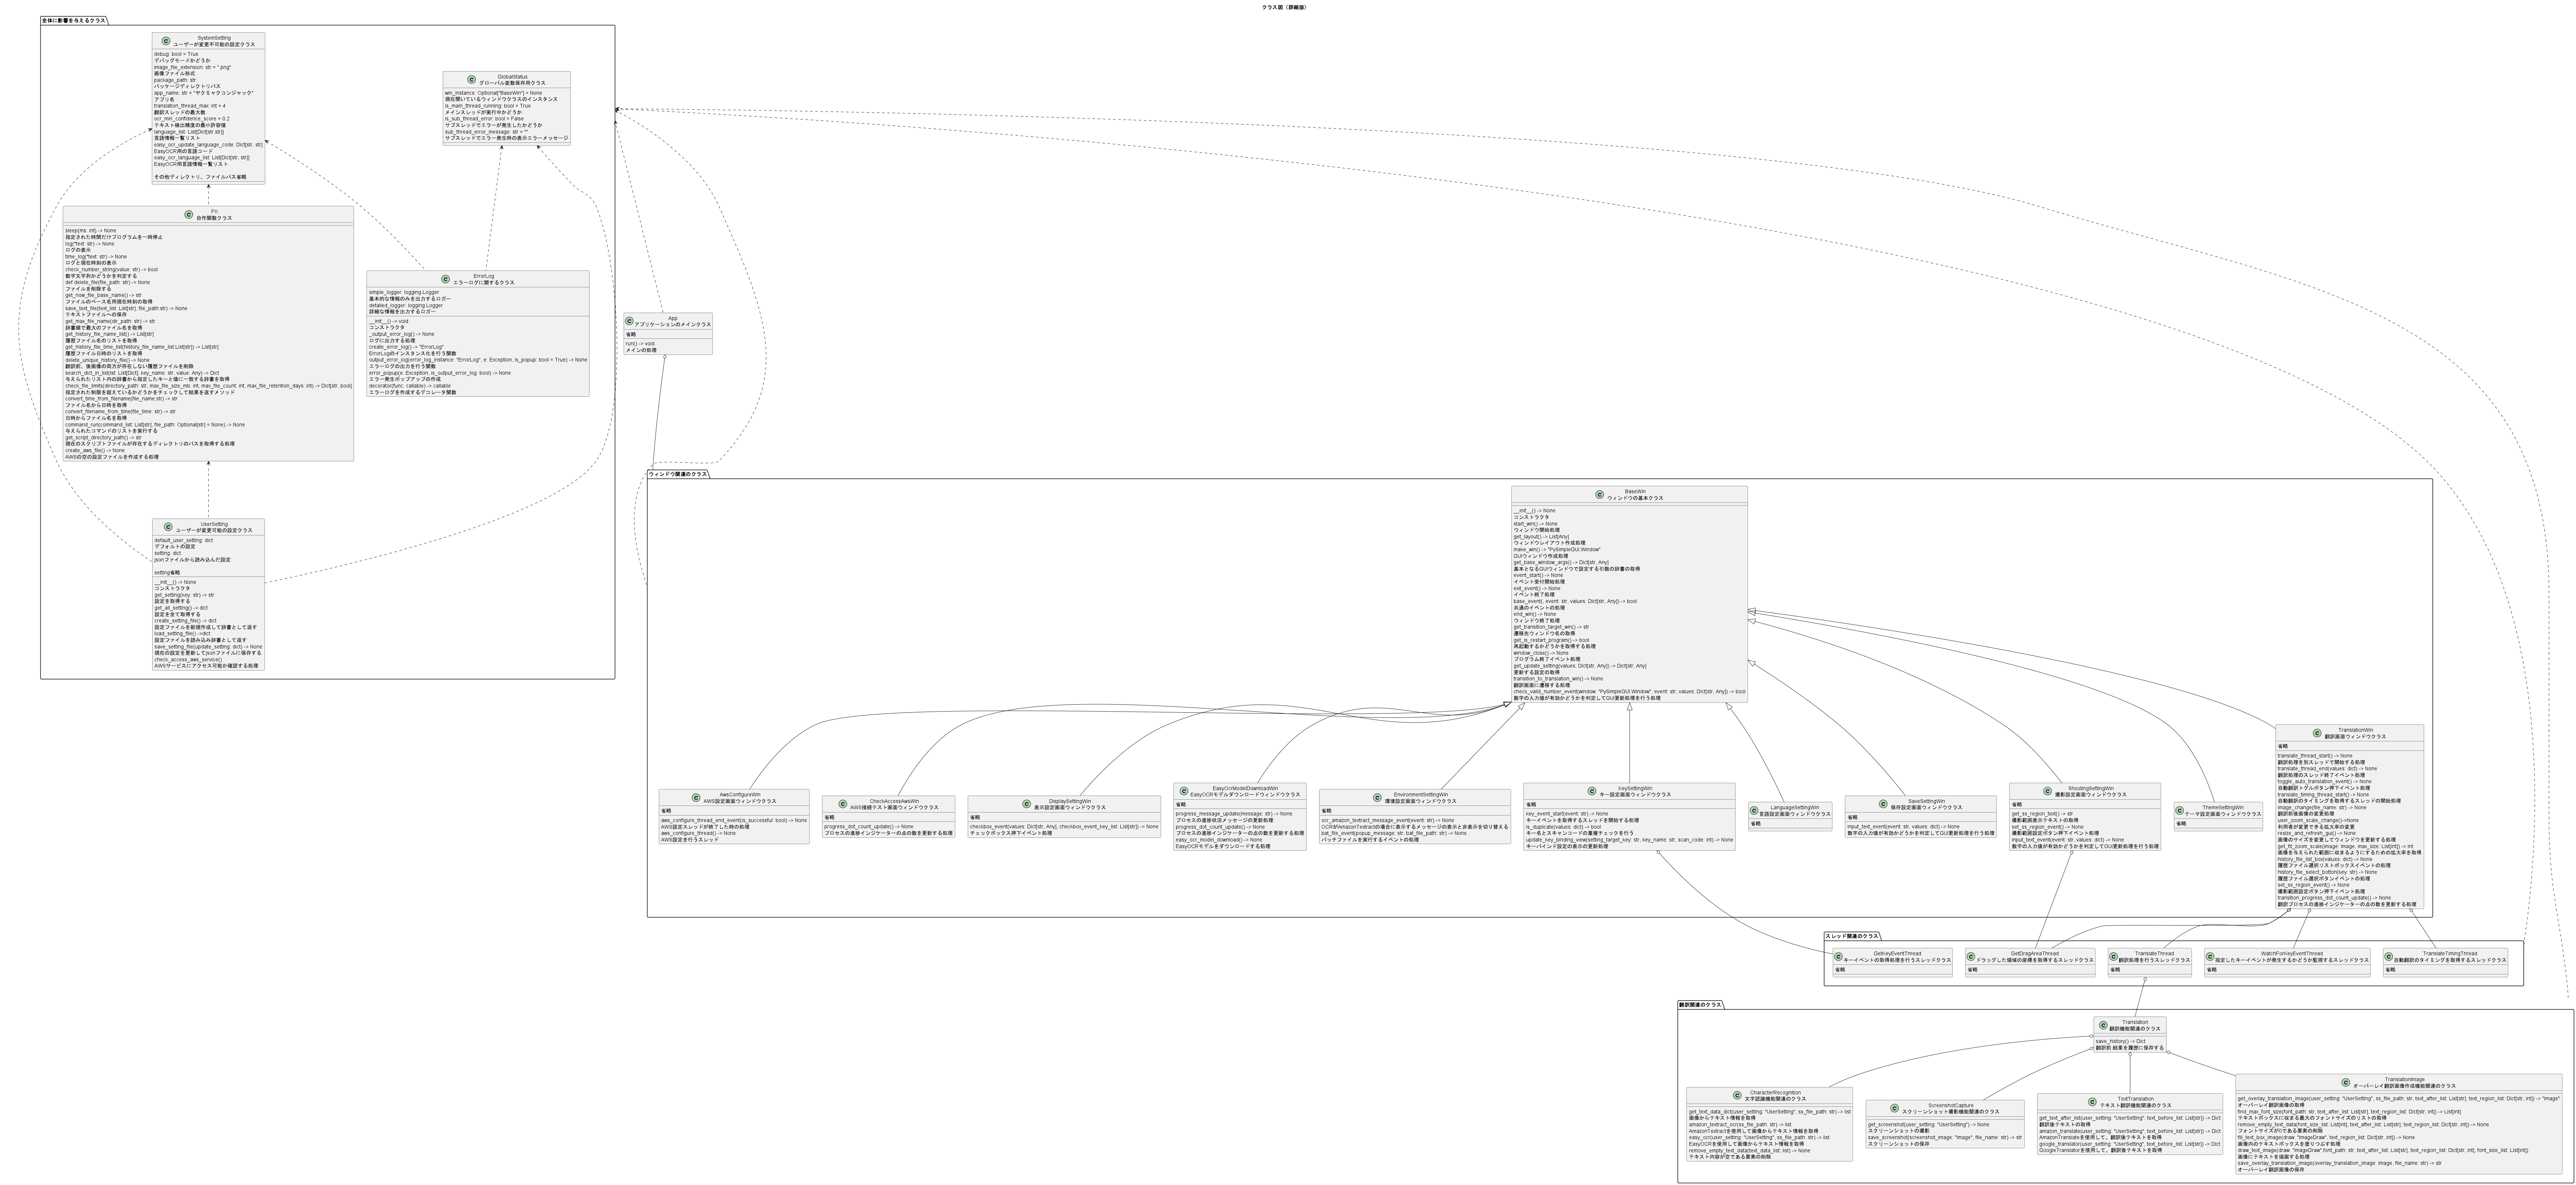 クラス図（詳細版）
全体に影響を与えるクラス
SystemSetting
ユーザーが変更不可能の設定クラス
debug: bool = True
デバッグモードかどうか
image_file_extension: str = ".png"
画像ファイル形式
package_path: str
パッケージディレクトリパス
app_name: str = "ヤクミャクコンジャック"
アプリ名
translation_thread_max: int = 4
翻訳スレッドの最大数
ocr_min_confidence_score = 0.2
テキスト検出精度の最小許容値
language_list: List[Dict[str,str]]
言語情報一覧リスト
easy_ocr_update_language_code: Dict[str, str]
EasyOCR用の言語コード
easy_ocr_language_list: List[Dict[str, str]]
EasyOCR用言語情報一覧リスト
その他ディレクトリ、ファイルパス省略
GlobalStatus
グローバル変数保存用クラス
win_instance: Optional["BaseWin"] = None
現在開いているウィンドウクラスのインスタンス
is_main_thread_running: bool = True
メインスレッドが実行中かどうか
is_sub_thread_error: bool = False
サブスレッドでエラーが発生したかどうか
sub_thread_error_message: str = ""
サブスレッドでエラー発生時の表示エラーメッセージ
Fn
自作関数クラス
sleep(ms: int) -> None
指定された時間だけプログラムを一時停止
log(*text: str) -> None
ログの表示
time_log(*text: str) -> None
ログと現在時刻の表示
check_number_string(value: str) -> bool
数字文字列かどうかを判定する
def delete_file(file_path: str) -> None
ファイルを削除する
get_now_file_base_name() -> str
ファイルのベース名用現在時刻の取得
save_text_file(text_list: List[str], file_path:str) -> None
テキストファイルへの保存
get_max_file_name(dir_path: str) -> str
辞書順で最大のファイル名を取得
get_history_file_name_list() -> List[str]
履歴ファイル名のリストを取得
get_history_file_time_list(history_file_name_list:List[str]) -> List[str]
履歴ファイル日時のリストを取得
delete_unique_history_file() -> None
翻訳前、後画像の両方が存在しない履歴ファイルを削除
search_dict_in_list(lst: List[Dict], key_name: str, value: Any) -> Dict
与えられたリスト内の辞書から指定したキーと値に一致する辞書を取得
check_file_limits(directory_path: str, max_file_size_mb: int, max_file_count: int, max_file_retention_days: int) -> Dict[str, bool]
指定された制限を超えているかどうかをチェックして結果を返すメソッド
convert_time_from_filename(file_name:str) -> str
ファイル名から日時を取得
convert_filename_from_time(file_time: str) -> str
日時からファイル名を取得
command_run(command_list: List[str], file_path: Optional[str] = None) -> None
与えられたコマンドのリストを実行する
get_script_directory_path() -> str
現在のスクリプトファイルが存在するディレクトリのパスを取得する処理
create_aws_file() -> None
AWSの空の設定ファイルを作成する処理
ErrorLog
エラーログに関するクラス
simple_logger: logging.Logger
基本的な情報のみを出力するロガー
detailed_logger: logging.Logger
詳細な情報を出力するロガー
__init__() -> void
コンストラクタ
_output_error_log() -> None
ログに出力する処理
create_error_log() -> "ErrorLog"
ErrorLogのインスタンス化を行う関数
output_error_log(error_log_instance: "ErrorLog", e: Exception, is_popup: bool = True) -> None
エラーログの出力を行う関数
error_popup(e: Exception, is_output_error_log: bool) -> None
エラー発生ポップアップの作成
decorator(func: callable) -> callable
エラーログを作成するデコレータ関数
UserSetting
ユーザーが変更可能の設定クラス
default_user_setting: dict
デフォルトの設定
setting: dict
jsonファイルから読み込んだ設定
setting省略
__init__() -> None
コンストラクタ
get_setting(key: str) -> str
設定を取得する
get_all_setting() -> dict
設定を全て取得する
create_setting_file() -> dict
設定ファイルを新規作成して辞書として返す
load_setting_file() ->dict
設定ファイルを読み込み辞書として返す
save_setting_file(update_setting: dict) -> None
現在の設定を更新してjsonファイルに保存する
check_access_aws_service()
AWSサービスにアクセス可能か確認する処理
App
アプリケーションのメインクラス
省略
run() -> void
メインの処理
ウィンドウ関連のクラス
BaseWin
ウィンドウの基本クラス
__init__() -> None
コンストラクタ
start_win() -> None
ウィンドウ開始処理
get_layout() -> List[Any]
ウィンドウレイアウト作成処理
make_win() -> "PySimpleGUI.Window"
GUIウィンドウ作成処理
get_base_window_args() -> Dict[str, Any]
基本となるGUIウィンドウで設定する引数の辞書の取得
event_start() -> None
イベント受付開始処理
exit_event() -> None
イベント終了処理
base_event(, event: str, values: Dict[str, Any]) -> bool
共通のイベントの処理
end_win() -> None
ウィンドウ終了処理
get_transition_target_win() -> str
遷移先ウィンドウ名の取得
get_is_restart_program() -> bool
再起動するかどうかを取得する処理
window_close() -> None
プログラム終了イベント処理
get_update_setting(values: Dict[str, Any]) -> Dict[str, Any]
更新する設定の取得
transition_to_translation_win() -> None
翻訳画面に遷移する処理
check_valid_number_event(window: "PySimpleGUI.Window", event: str, values: Dict[str, Any]) -> bool
数字の入力値が有効かどうかを判定してGUI更新処理を行う処理
AwsConfigureWin
AWS設定画面ウィンドウクラス
省略
aws_configure_thread_end_event(is_successful: bool) -> None
AWS設定スレッドが終了した時の処理
aws_configure_thread() -> None
AWS設定を行うスレッド
CheckAccessAwsWin
AWS接続テスト画面ウィンドウクラス
省略
progress_dot_count_update() -> None
プロセスの進捗インジケーターの点の数を更新する処理
DisplaySettingWin
表示設定画面ウィンドウクラス
省略
checkbox_event(values: Dict[str, Any], checkbox_event_key_list: List[str]) -> None
チェックボックス押下イベント処理
EasyOcrModelDownloadWin
EasyOCRモデルダウンロードウィンドウクラス
省略
progress_message_update(message: str) -> None
プロセスの進捗状況メッセージの更新処理
progress_dot_count_update() -> None
プロセスの進捗インジケーターの点の数を更新する処理
easy_ocr_model_download() -> None
EasyOCRモデルをダウンロードする処理
EnvironmentSettingWin
環境設定画面ウィンドウクラス
省略
ocr_amazon_textract_message_event(event: str) -> None
OCRがAmazonTextractの場合に表示するメッセージの表示と非表示を切り替える
bat_file_event(popup_message: str, bat_file_path: str) -> None
バッチファイルを実行するイベントの処理
KeySettingWin
キー設定画面ウィンドウクラス
省略
key_event_start(event: str) -> None
キーイベントを取得するスレッドを開始する処理
is_duplicate(values: dict) -> bool
キー名とスキャンコードの重複チェックを行う
update_key_binding_view(setting_target_key: str, key_name: str, scan_code: int) -> None
キーバインド設定の表示の更新処理
LanguageSettingWin
言語設定画面ウィンドウクラス
省略
SaveSettingWin
保存設定画面ウィンドウクラス
省略
input_text_event(event: str, values: dict) -> None
数字の入力値が有効かどうかを判定してGUI更新処理を行う処理
ShootingSettingWin
撮影設定画面ウィンドウクラス
省略
get_ss_region_text() -> str
撮影範囲表示テキストの取得
set_ss_region_event() -> None
撮影範囲設定ボタン押下イベント処理
input_text_event(event: str, values: dict) -> None
数字の入力値が有効かどうかを判定してGUI更新処理を行う処理
ThemeSettingWin
テーマ設定画面ウィンドウクラス
省略
TranslationWin
翻訳画面ウィンドウクラス
省略
translate_thread_start() -> None
翻訳処理を別スレッドで開始する処理
translate_thread_end(values: dict) -> None
翻訳処理のスレッド終了イベント処理
toggle_auto_translation_event() -> None
自動翻訳トグルボタン押下イベント処理
translate_timing_thread_start() -> None
自動翻訳のタイミングを取得するスレッドの開始処理
image_change(file_name: str) -> None
翻訳前後画像の変更処理
user_zoom_scale_change()->None
利用者が変更できる拡大率の変更
resize_and_refresh_gui() -> None
画像のサイズを変更してウィンドウを更新する処理
get_fit_zoom_scale(image: Image, max_size: List[int]) -> int
画像を与えられた範囲に収まるようにするための拡大率を取得
history_file_list_box(values: dict) -> None
履歴ファイル選択リストボックスイベントの処理
history_file_select_botton(key: str) -> None
履歴ファイル選択ボタンイベントの処理
set_ss_region_event() -> None
撮影範囲設定ボタン押下イベント処理
transition_progress_dot_count_update() -> None
翻訳プロセスの進捗インジケーターの点の数を更新する処理
スレッド関連のクラス
GetKeyEventThread
キーイベントの取得処理を行うスレッドクラス
省略
GetDragAreaThread
ドラッグした領域の座標を取得するスレッドクラス
省略
TranslateThread
翻訳処理を行うスレッドクラス
省略
WatchForKeyEventThread
指定したキーイベントが発生するかどうか監視するスレッドクラス
省略
TranslateTimingThread
自動翻訳のタイミングを取得するスレッドクラス
省略
翻訳関連のクラス
Translation
翻訳機能関連のクラス
save_history() -> Dict
翻訳前,結果を履歴に保存する
CharacterRecognition
文字認識機能関連のクラス
get_text_data_dict(user_setting: "UserSetting", ss_file_path: str) -> list
画像からテキスト情報を取得
amazon_textract_ocr(ss_file_path: str) -> list
AmazonTextractを使用して画像からテキスト情報を取得
easy_ocr(user_setting: "UserSetting", ss_file_path: str) -> list
EasyOCRを使用して画像からテキスト情報を取得
remove_empty_text_data(text_data_list: list) -> None
テキスト内容が空である要素の削除
ScreenshotCapture
スクリーンショット撮影機能関連のクラス
get_screenshot(user_setting: "UserSetting") -> None
スクリーンショットの撮影
save_screenshot(screenshot_image: "Image", file_name: str) -> str
スクリーンショットの保存
TextTranslation
テキスト翻訳機能関連のクラス
get_text_after_list(user_setting: "UserSetting", text_before_list: List[str]) -> Dict
翻訳後テキストの取得
amazon_translate(user_setting: "UserSetting", text_before_list: List[str]) -> Dict
AmazonTranslateを使用して、翻訳後テキストを取得
google_translator(user_setting: "UserSetting", text_before_list: List[str]) -> Dict
GoogleTranslatorを使用して、翻訳後テキストを取得
TranslationImage
オーバーレイ翻訳画像作成機能関連のクラス
get_overlay_translation_image(user_setting: "UserSetting", ss_file_path: str, text_after_list: List[str], text_region_list: Dict[str, int]) -> "Image"
オーバーレイ翻訳画像の取得
find_max_font_size(font_path: str, text_after_list: List[str], text_region_list: Dict[str, int]) -> List[int]
テキストボックスに収まる最大のフォントサイズのリストの取得
remove_empty_text_data(font_size_list: List[int], text_after_list: List[str], text_region_list: Dict[str, int]) -> None
フォントサイズが0である要素の削除
fill_text_box_image(draw: "ImageDraw", text_region_list: Dict[str, int]) -> None
画像内のテキストボックスを塗りつぶす処理
draw_text_image(draw: "ImageDraw",font_path: str, text_after_list: List[str], text_region_list: Dict[str, int], font_size_list: List[int])
画像にテキストを描画する処理
save_overlay_translation_image(overlay_translation_image: Image, file_name: str) -> str
オーバーレイ翻訳画像の保存